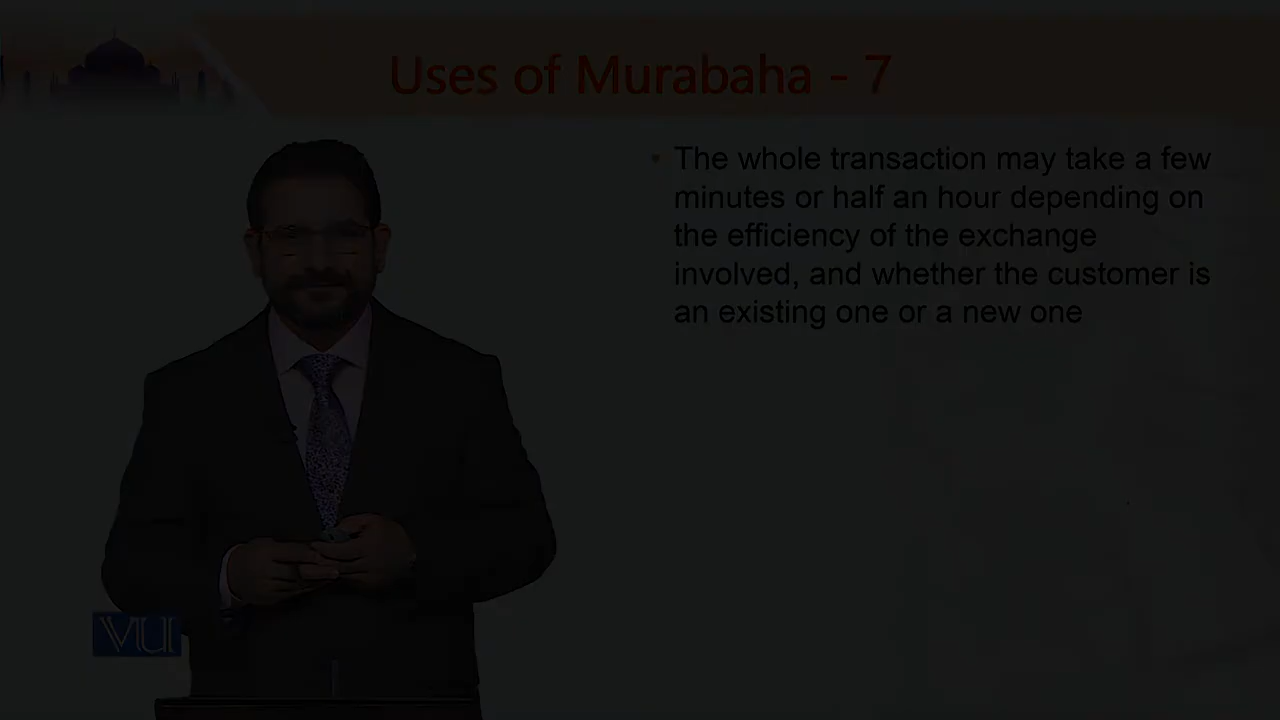 Uses of Murabaha - 7
• The whole transaction may take a few
minutes or half an hour depending on
the efficiency of the exchange
involved, and whether the customer is
an existing one or a new one
VU